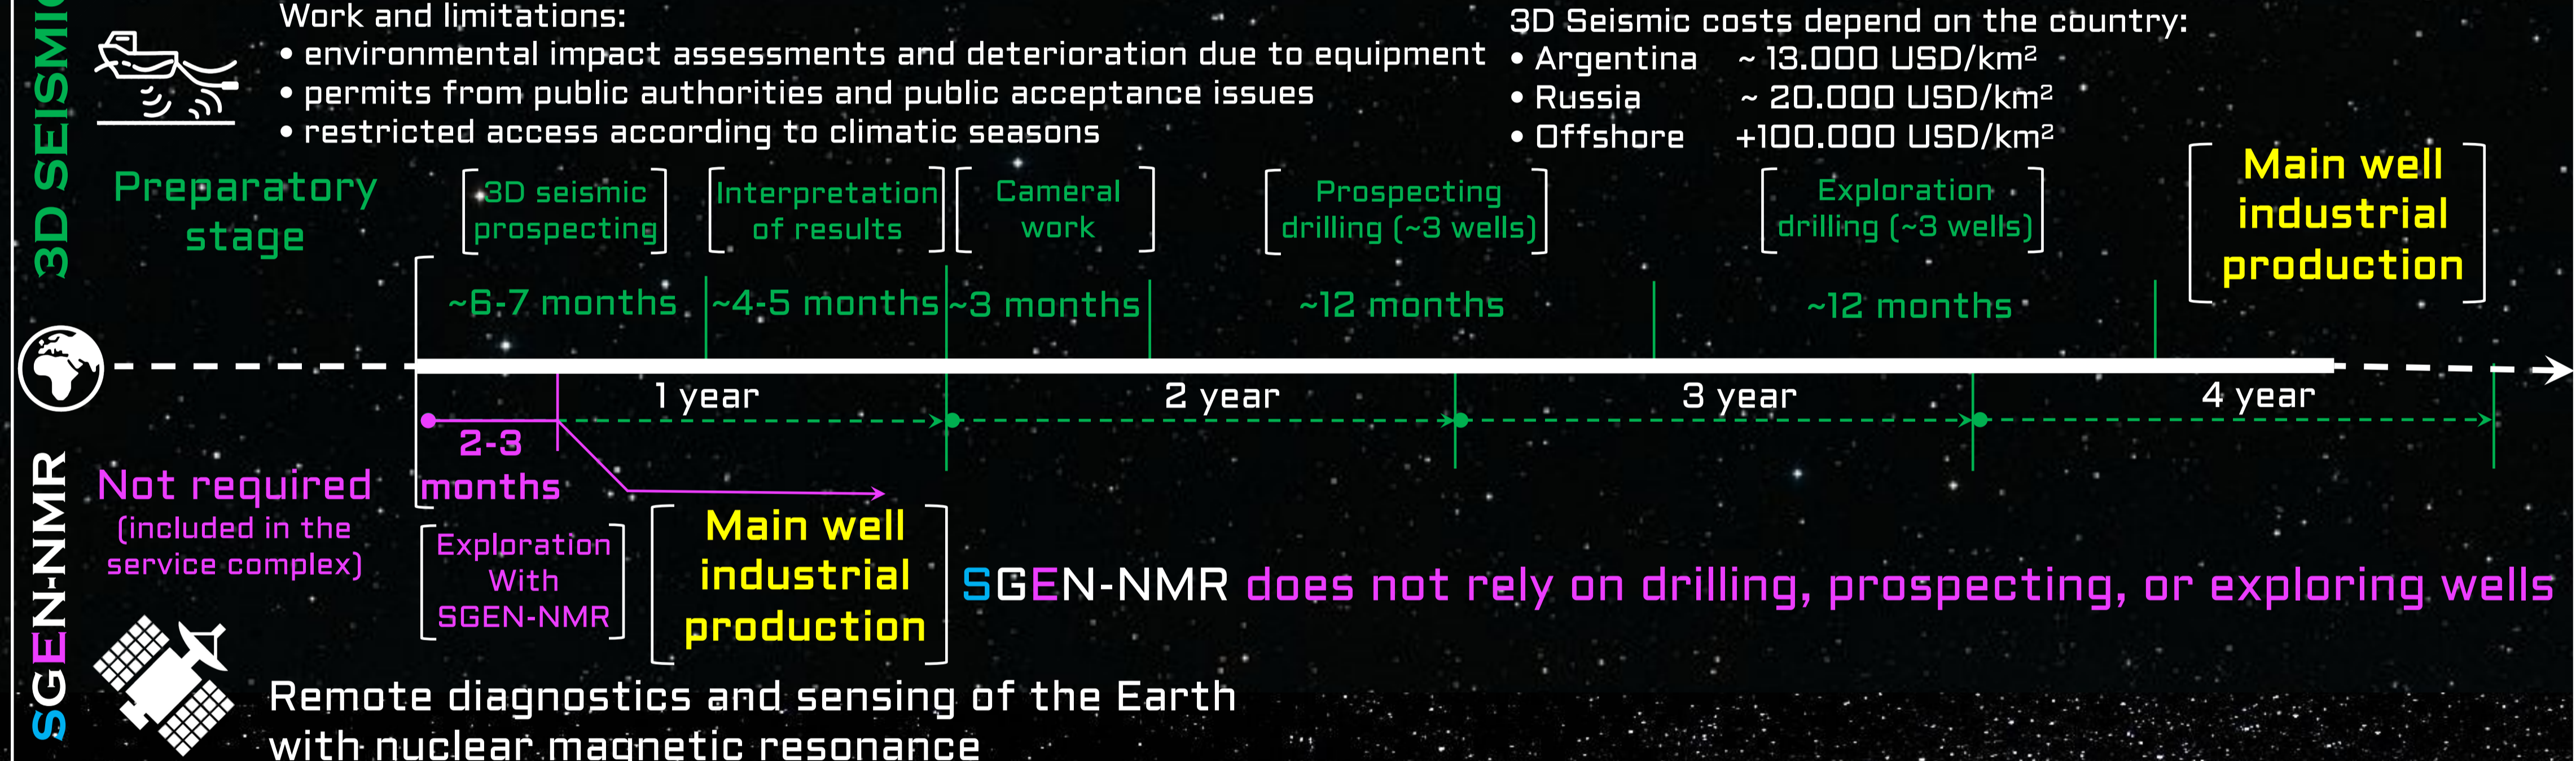 3D SEISMIC
Work and limitations:
• environmental impact assessments and deterioration due to equipment
• permits from public authorities and public acceptance issues
• restricted access according to climatic seasons
3D Seismic costs depend on the country:
• Argentina ~ 13.000 USD/km²
• Russia ~ 20.000 USD/km²
• Offshore +100.000 USD/km²
Preparatory
stage
3D seismic
prospecting
Interpretation
of results
Cameral
work
Prospecting
drilling (~3 wells)
Exploration
drilling (~3 wells)
Main well
industrial
production
~6-7 months
~4-5 months
~3 months
~12 months
~12 months
1 year
2 year
3 year
4 year
SGEN-NMR
2-3
months
Not required
(included in the
service complex)
Exploration
With
SGEN-NMR
Main well
industrial
production
SGEN-NMR does not rely on drilling, prospecting, or exploring wells
Remote diagnostics and sensing of the Earth
with nuclear magnetic resonance